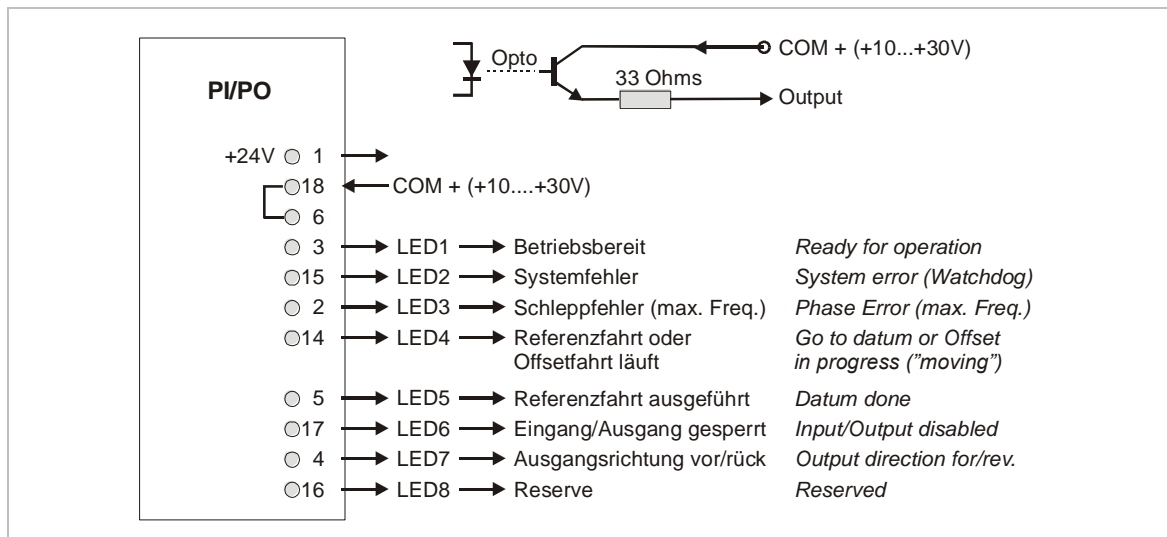 Opto
COM + (+10...+30V)
33 Ohms
Output
PI/PO
+24V 1
18 COM + (+10....+30V)
6
3 LED1 Betriebsbereit Ready for operation
15 LED2 Systemfehler System error (Watchdog)
2 LED3 Schleppfehler (max. Freq.) Phase Error (max. Freq.)
14 LED4 Referenzfahrt oder Go to datum or Offset
Offsetfahrt läuft in progress ("moving")
5 LED5 Referenzfahrt ausgeführt Datum done
17 LED6 Eingang/Ausgang gesperrt Input/Output disabled
4 LED7 Ausgangsrichtung vor/rück Output direction for/rev.
16 LED8 Reserve Reserved